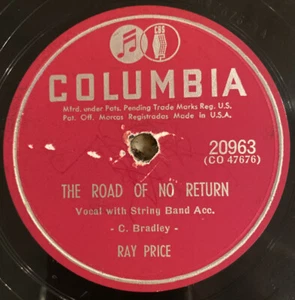 CBS
COLUMBIA
Mfrd. under Pats. Pending Trade Marks Reg. U.S.
Pat. Off. Marcas Registradas Made in U.S.A.
20963
(CO 47676)
THE ROAD OF NO RETURN
Vocal with String Band Acc.
- C. Bradley -
RAY PRICE